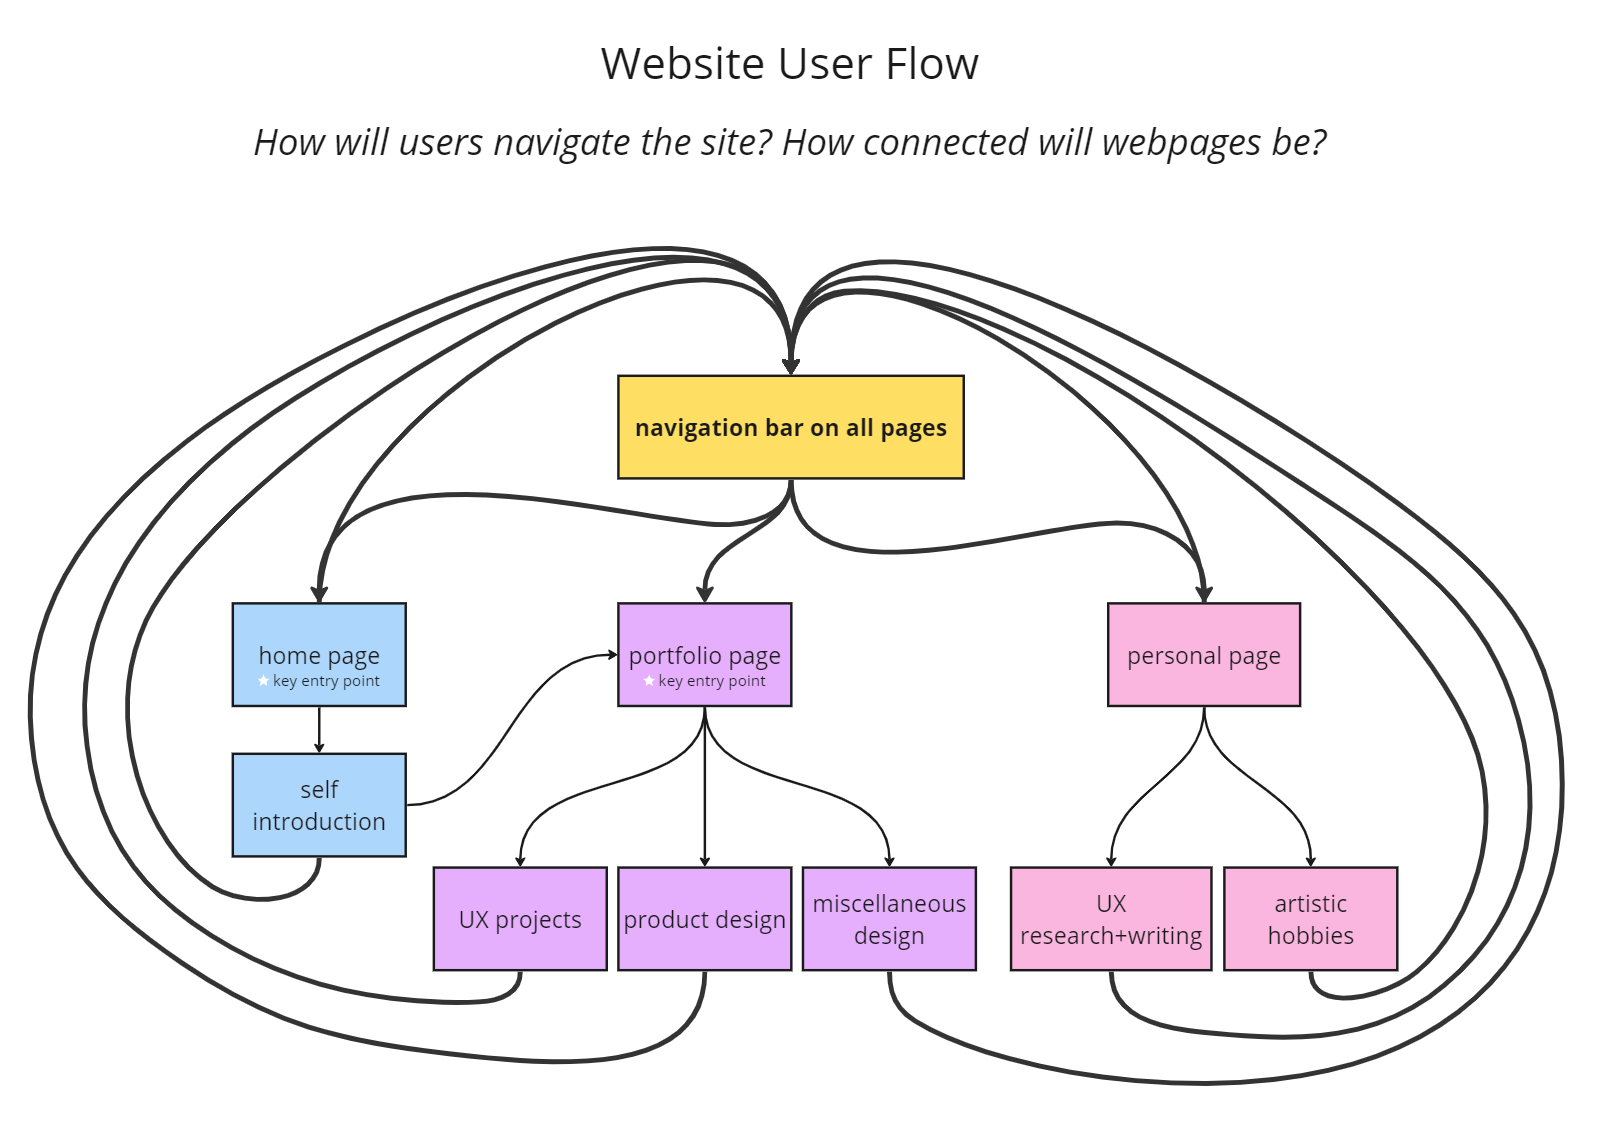 Website User Flow
How will users navigate the site? How connected will webpages be?
navigation bar on all pages
home page
key entry point
portfolio page
key entry point
personal page
self
introduction
UX projects
product design
miscellaneous
design
UX
research+writing
artistic
hobbies